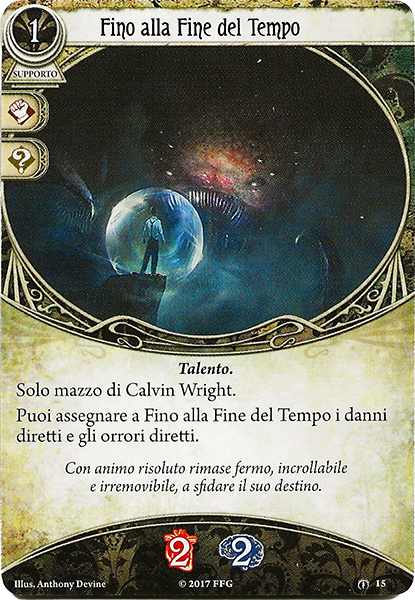 Fino alla Fine del Tempo
1
SUPPORTO
?
Talento.
Solo mazzo di Calvin Wright.
Puoi assegnare a Fino alla Fine del Tempo i danni
diretti e gli orrori diretti.
Con animo risoluto rimase fermo, incrollabile
e irremovibile, a sfidare il suo destino.
2 2
Illus. Anthony Devine © 2017 FFG 15